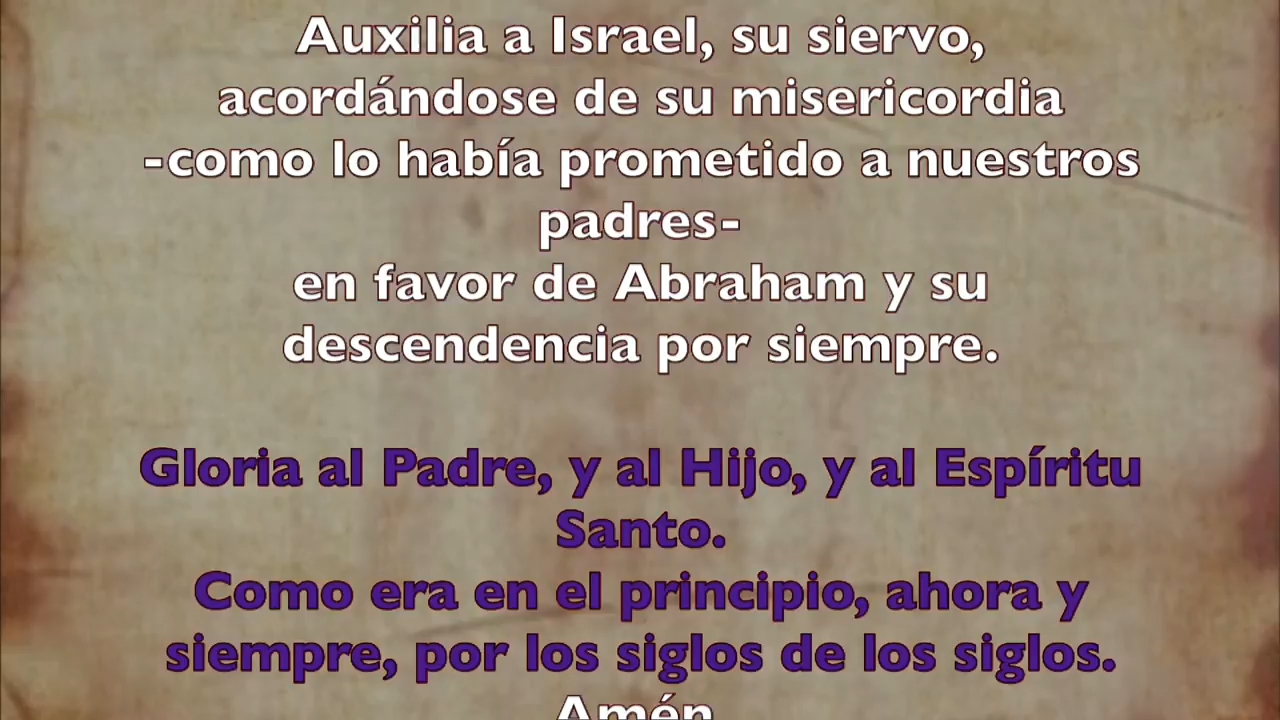 Auxilia a Israel, su siervo,
acordándose de su misericordia
-como lo había prometido a nuestros
padres-
en favor de Abraham y su
descendencia por siempre.
Gloria al Padre, y al Hijo, y al Espíritu
Santo.
Como era en el principio, ahora y
siempre, por los siglos de los siglos.
Amén